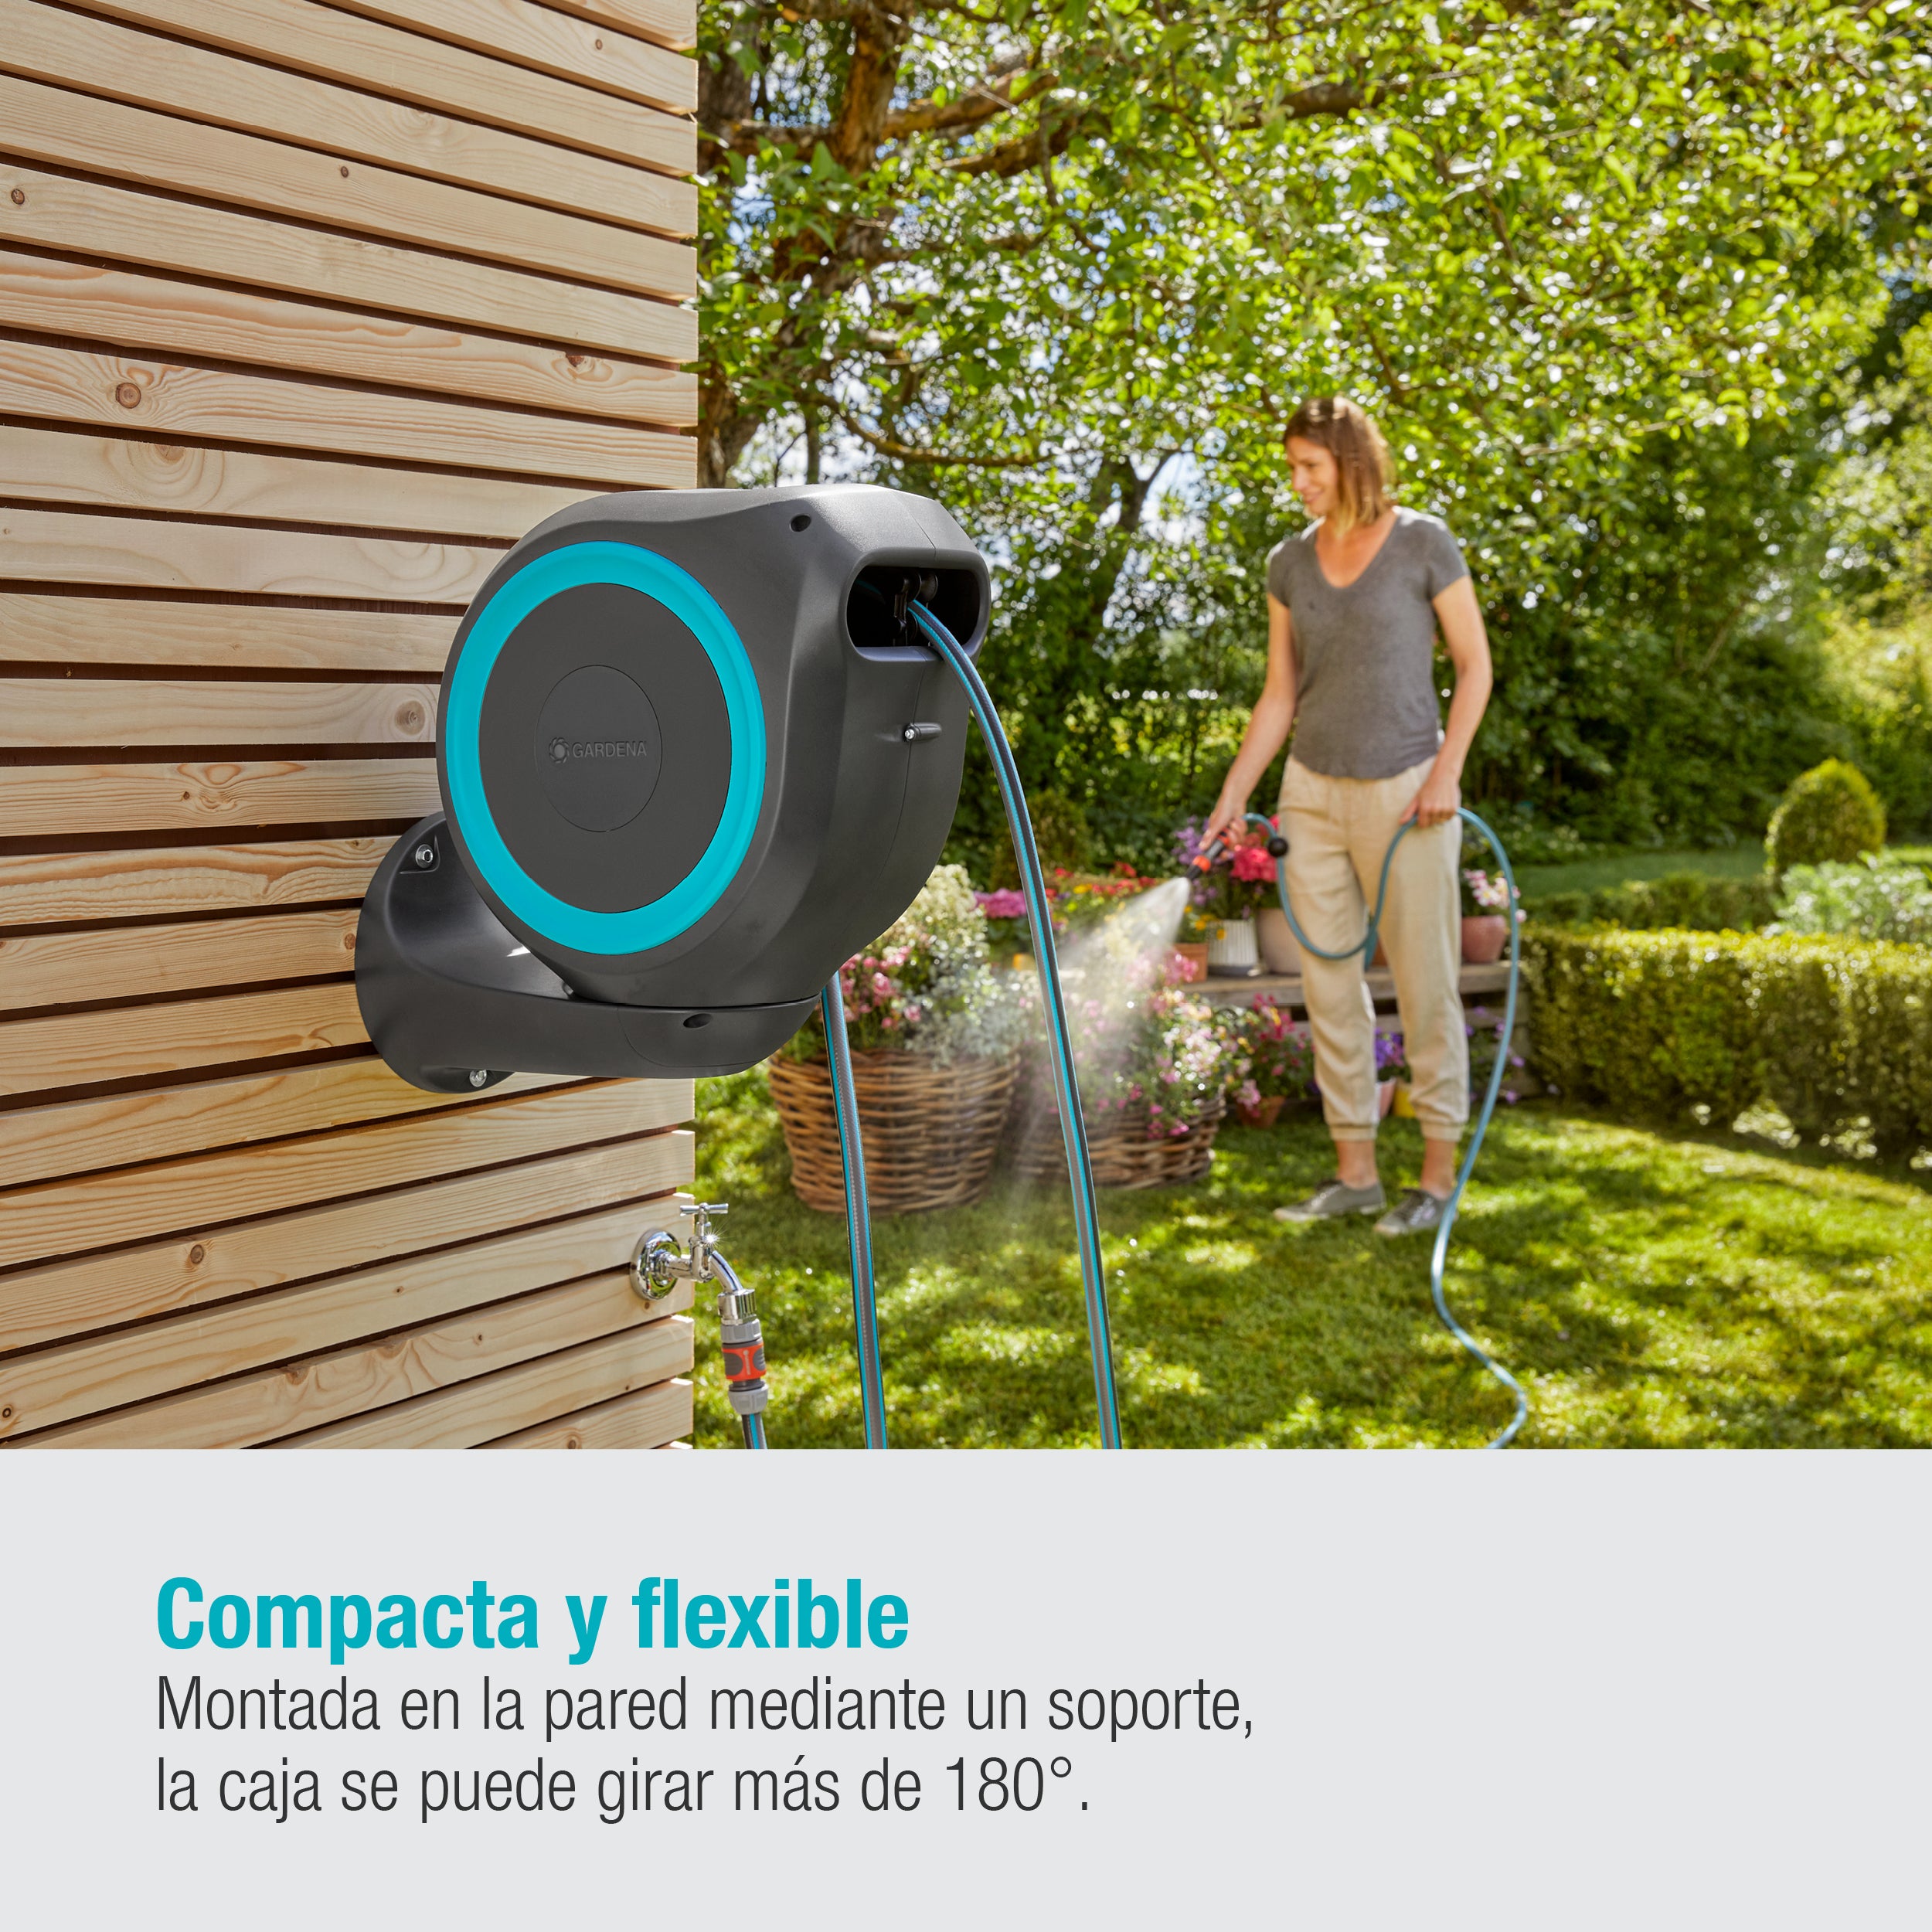 GARDENA
Compacta y flexible
Montada en la pared mediante un soporte,
la caja se puede girar más de 180°.